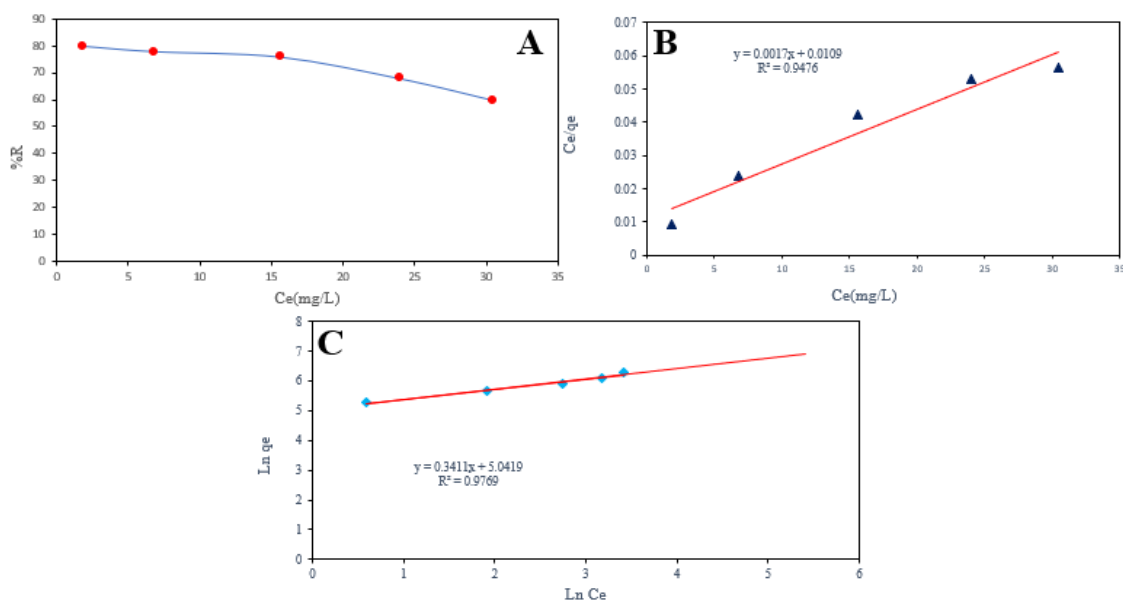 A
%R
90
80
70
60
50
40
30
20
10
0
0 5 10 15 20 25 30 35
Ce(mg/L)
B
Ce/qe
y = 0.0017x + 0.0109
R² = 0.9476
0.07
0.06
0.05
0.04
0.03
0.02
0.01
0
0 5 10 15 20 25 30 35
Ce(mg/L)
C
Ln qe
8
7
6
5
4
3
2
1
0
y = 0.3411x + 5.0419
R² = 0.9769
0 1 2 3 4 5 6
Ln Ce